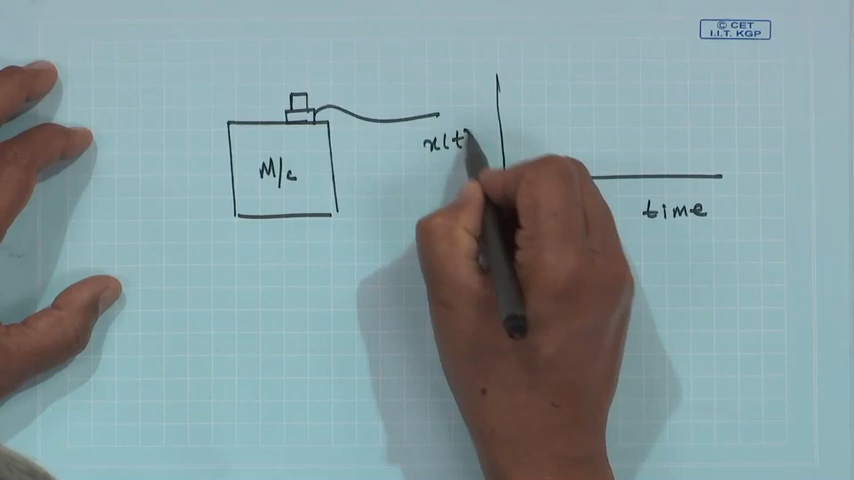 © CET
I.I.T. KGP
M/c
x(t)
time